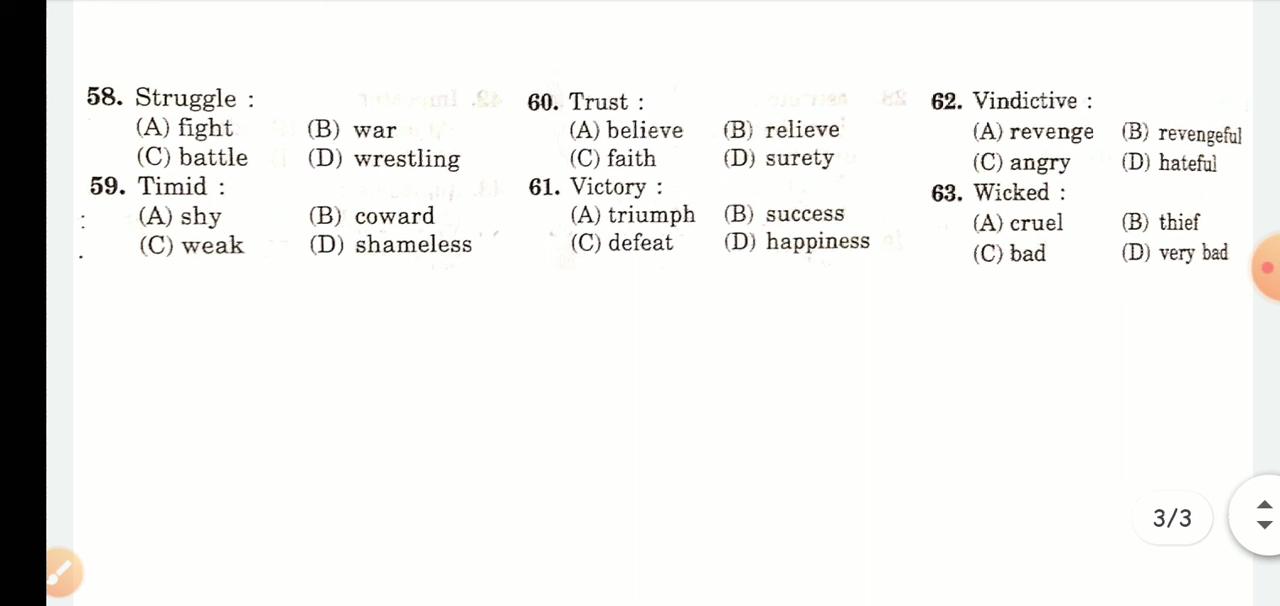 58. Struggle :
(A) fight (B) war
(C) battle (D) wrestling
59. Timid :
(A) shy (B) coward
(C) weak (D) shameless
60. Trust :
(A) believe (B) relieve
(C) faith (D) surety
61. Victory :
(A) triumph (B) success
(C) defeat (D) happiness
62. Vindictive :
(A) revenge (B) revengeful
(C) angry (D) hateful
63. Wicked :
(A) cruel (B) thief
(C) bad (D) very bad
3/3